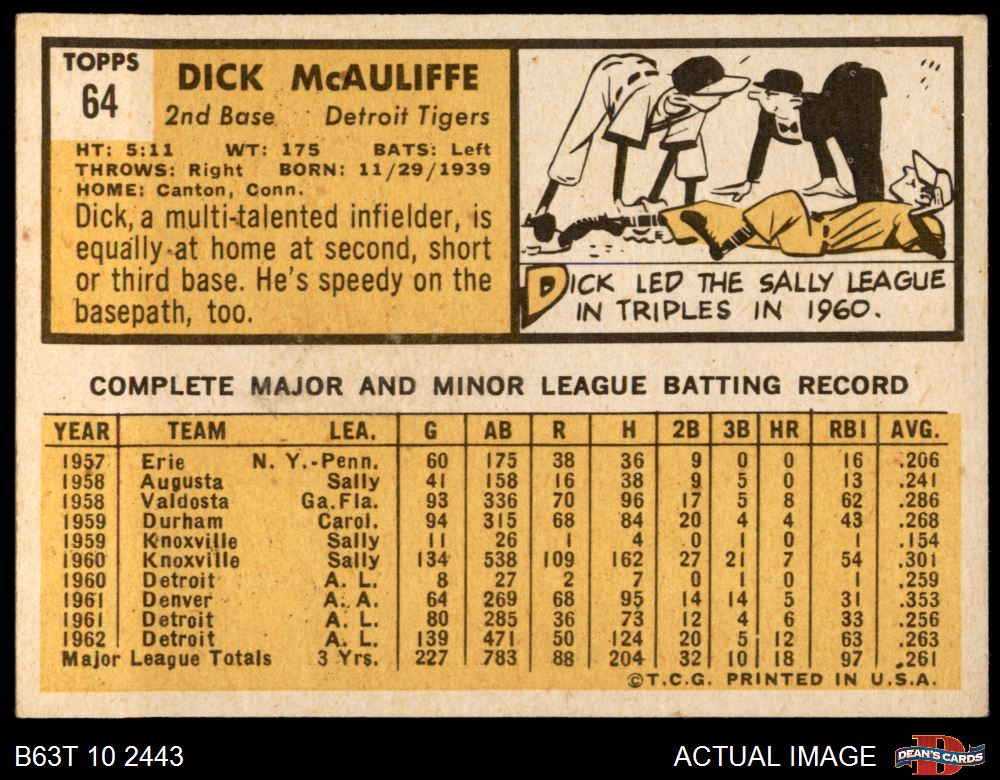 TOPPS
64
DICK McAULIFFE
2nd Base Detroit Tigers
HT: 5:11 WT: 175 BATS: Left
THROWS: Right BORN: 11/29/1939
HOME: Canton, Conn.
Dick, a multi-talented infielder, is
equally at home at second, short
or third base. He's speedy on the
basepath, too.
DICK LED THE SALLY LEAGUE
IN TRIPLES IN 1960.
COMPLETE MAJOR AND MINOR LEAGUE BATTING RECORD
YEAR TEAM LEA. G AB R H 2B 3B HR RBI AVG.
1957 Erie N. Y.-Penn. 60 175 38 36 9 0 0 16 .206
1958 Augusta Sally 41 158 16 38 9 5 0 13 .241
1958 Valdosta Ga. Fla. 93 336 70 96 17 5 8 62 .286
1959 Durham Carol. 94 315 68 84 20 4 4 43 .268
1959 Knoxville Sally 11 26 1 4 0 1 0 1 .154
1960 Knoxville Sally 134 538 109 162 27 21 7 54 .301
1960 Detroit A. L. 8 27 2 7 0 1 0 1 .259
1961 Denver A. A. 64 269 68 95 14 14 5 31 .353
1961 Detroit A. L. 80 285 36 73 12 4 6 33 .256
1962 Detroit A. L. 139 471 50 124 20 5 12 63 .263
Major League Totals 3 Yrs. 227 783 88 204 32 10 18 97 .261
©T.C.G. PRINTED IN U.S.A.
B63T 10 2443 ACTUAL IMAGE DEAN'S CARDS